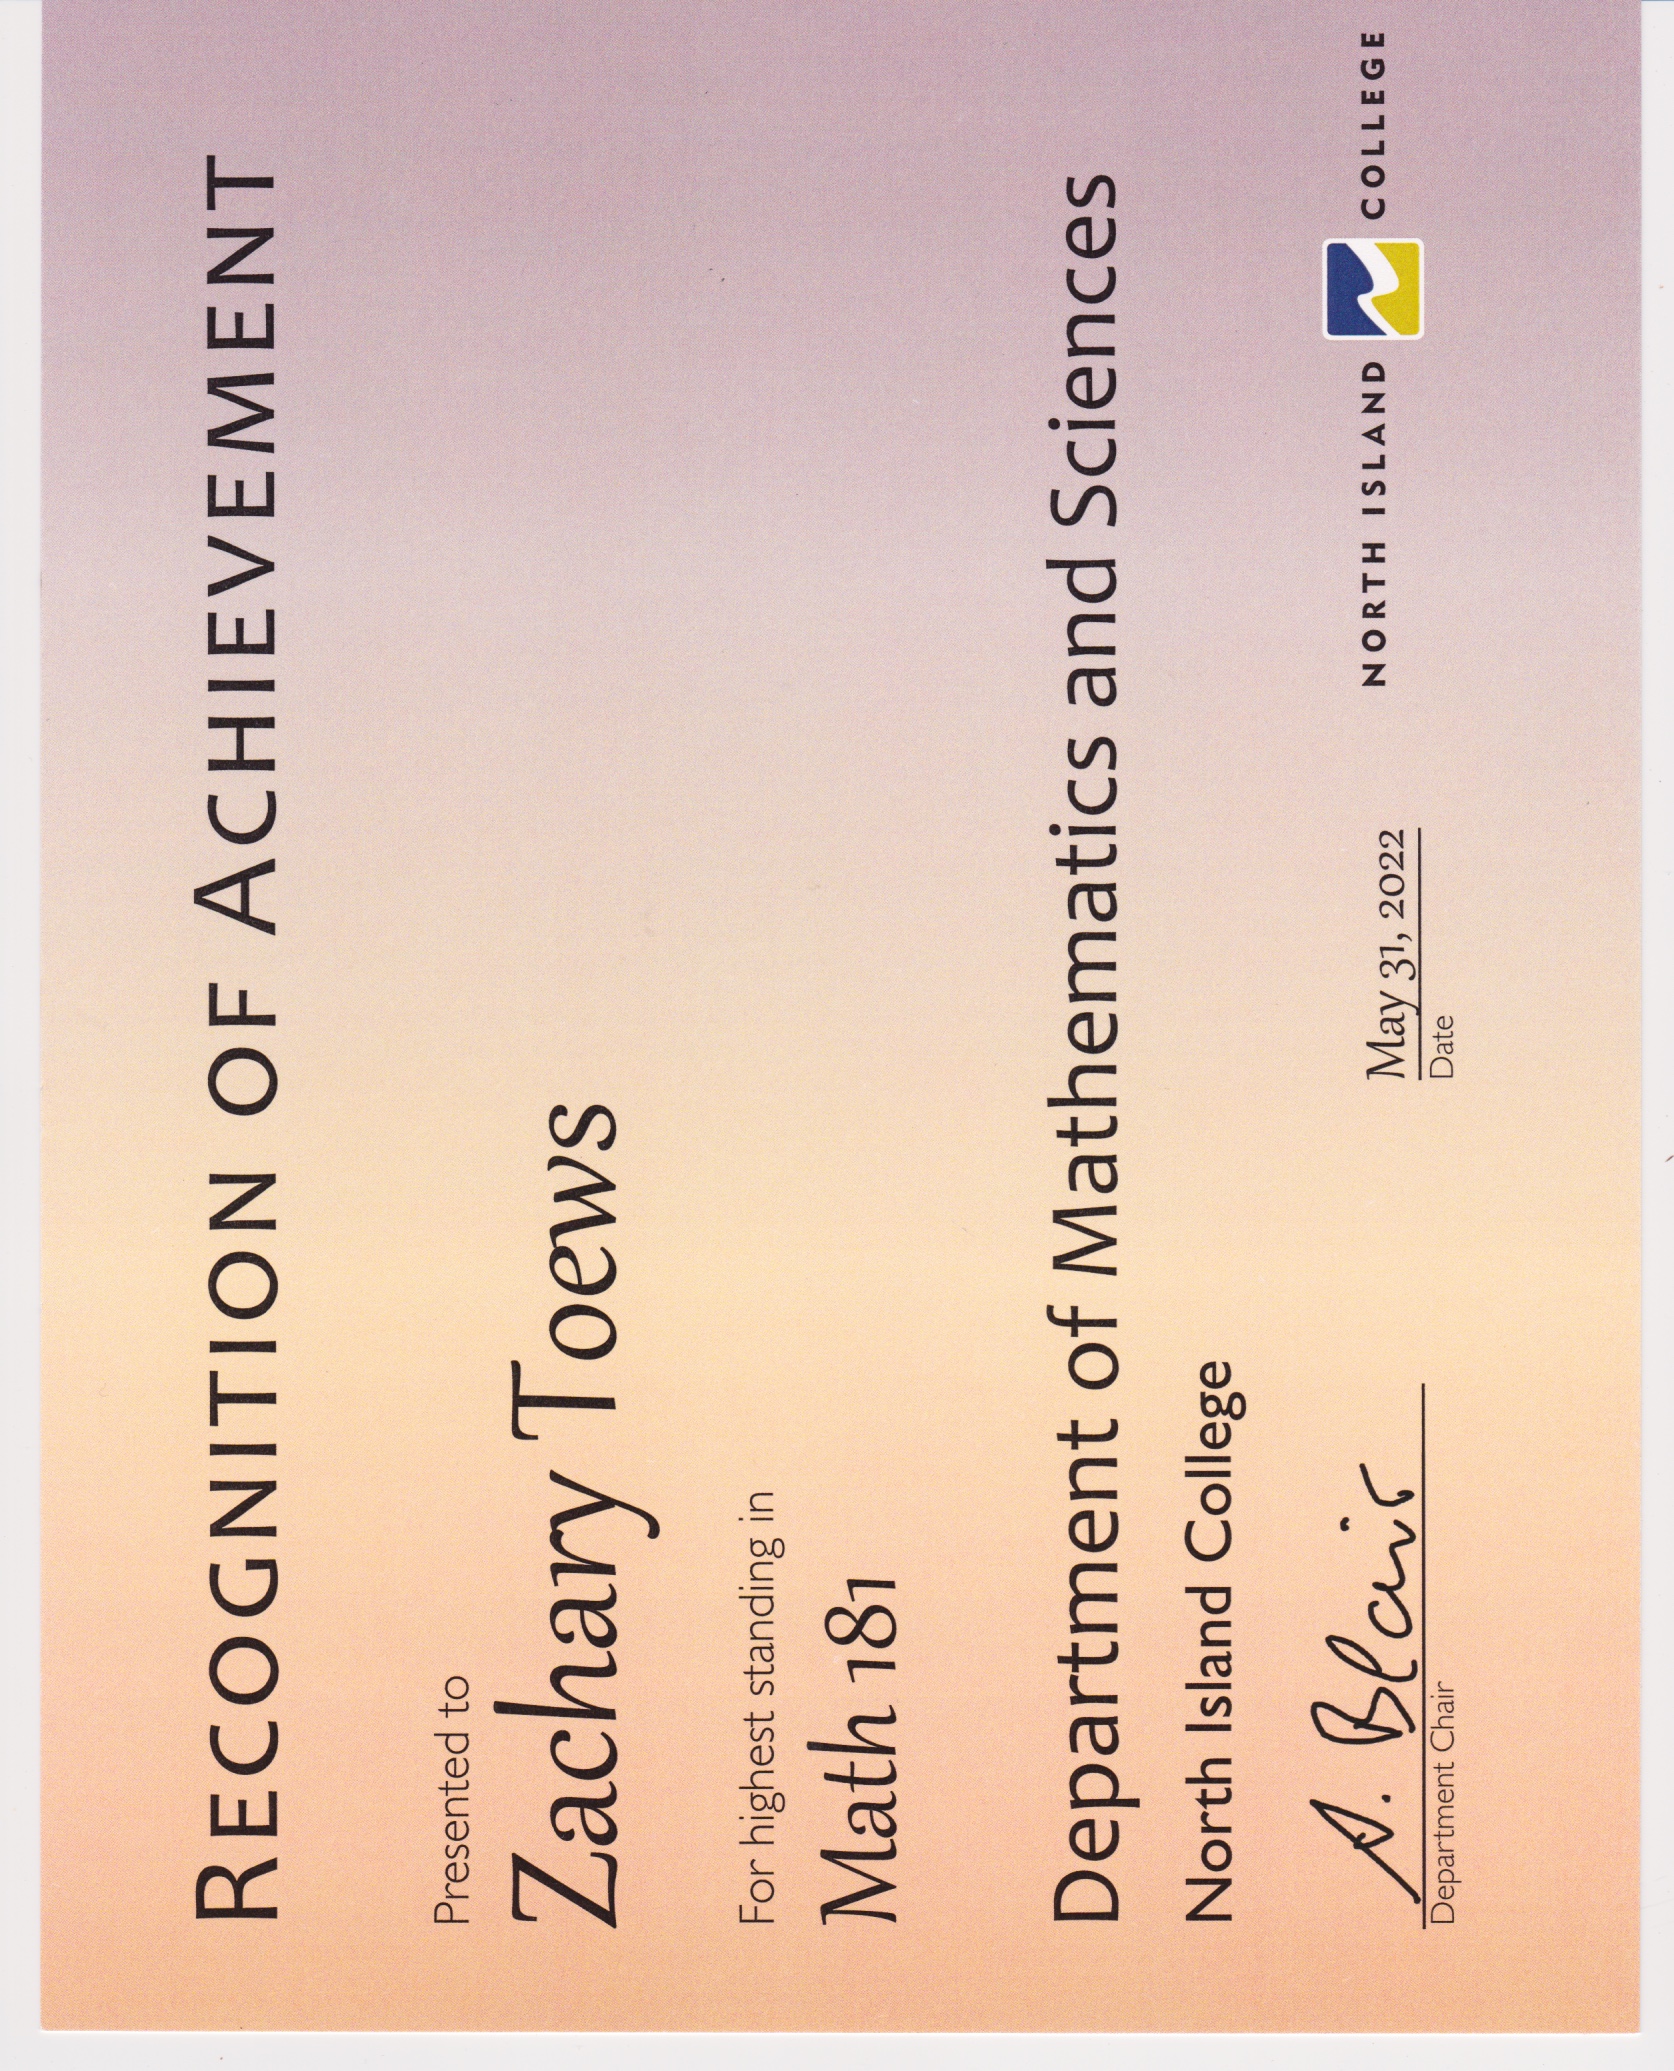 RECOGNITION OF ACHIEVEMENT
Presented to
Zachary Toews
For highest standing in
Math 181
Department of Mathematics and Sciences
North Island College
A. Blair
Department Chair
May 31, 2022
Date
NORTH ISLAND COLLEGE